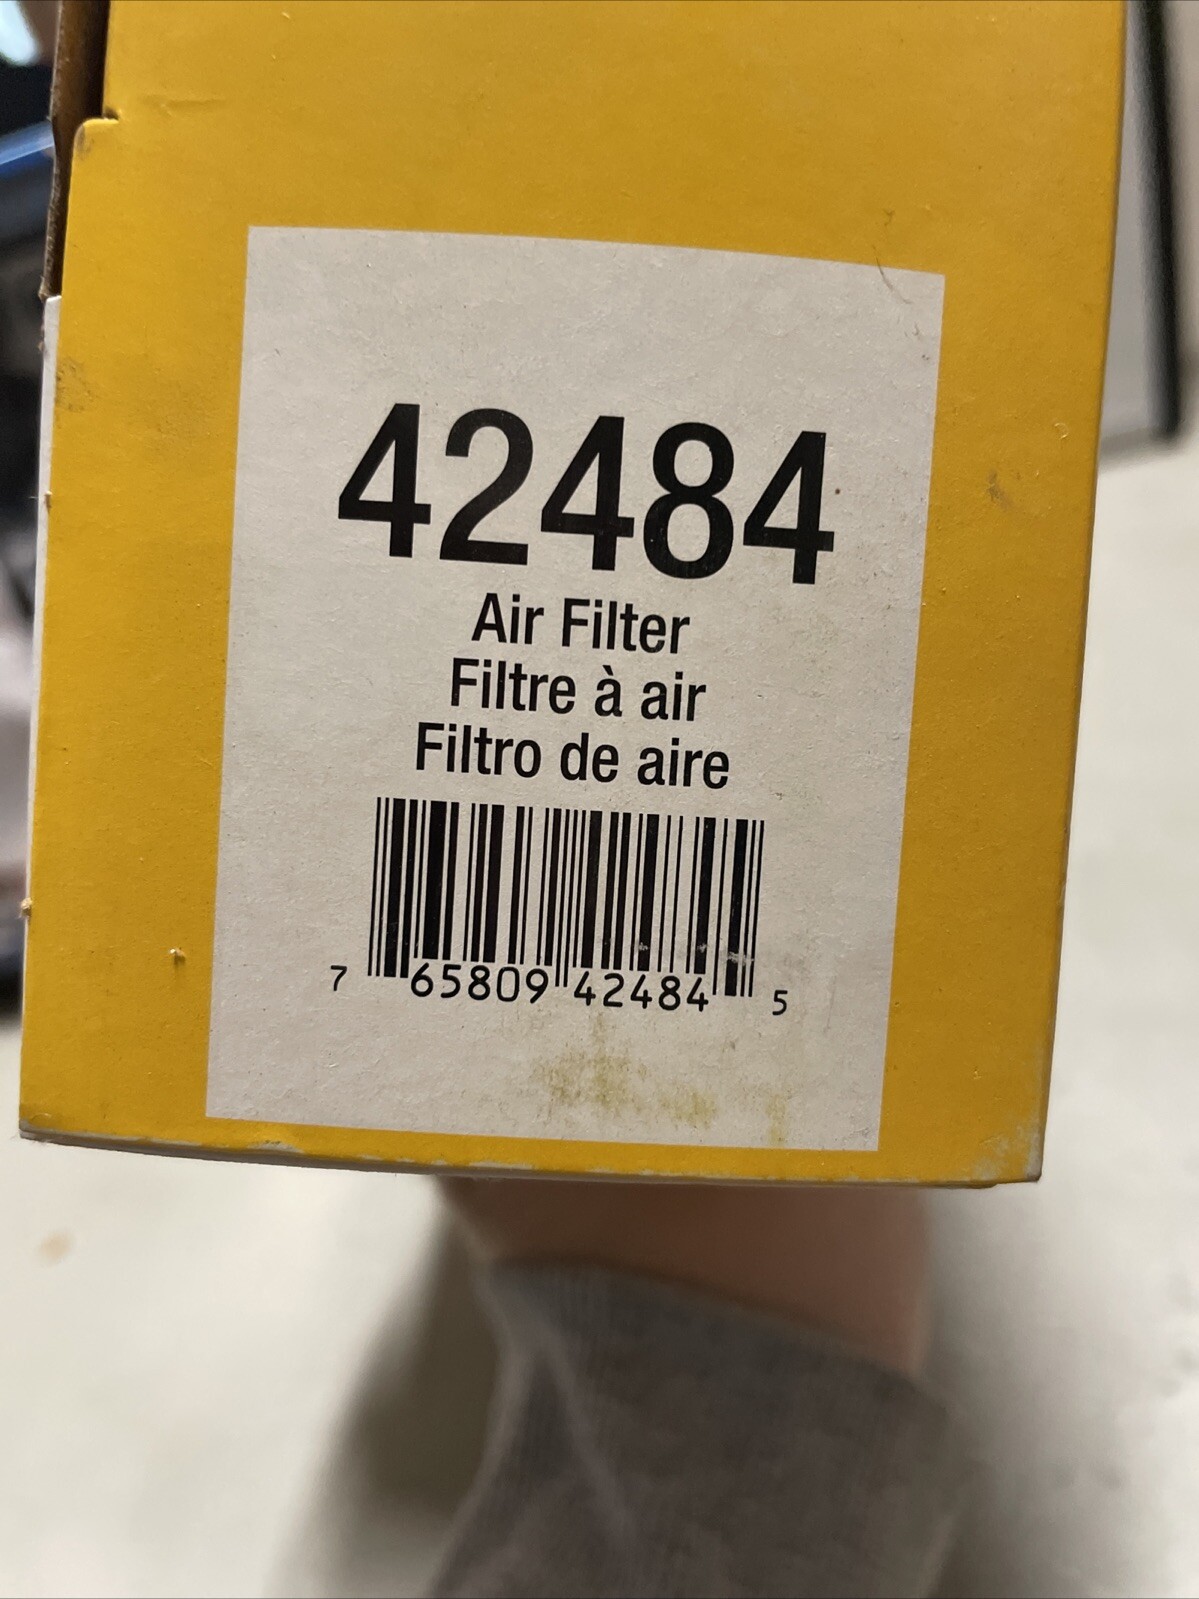 42484
Air Filter
Filtre à air
Filtro de aire
7 65809 42484 5